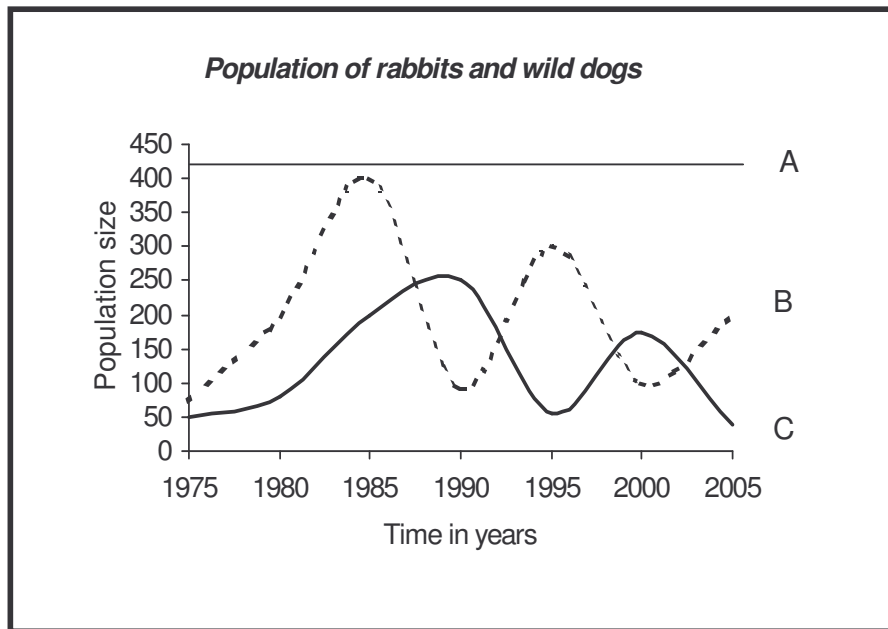 Population of rabbits and wild dogs
450
400
350
300
250
200
150
100
50
0
Population size
A
B
C
1975 1980 1985 1990 1995 2000 2005
Time in years